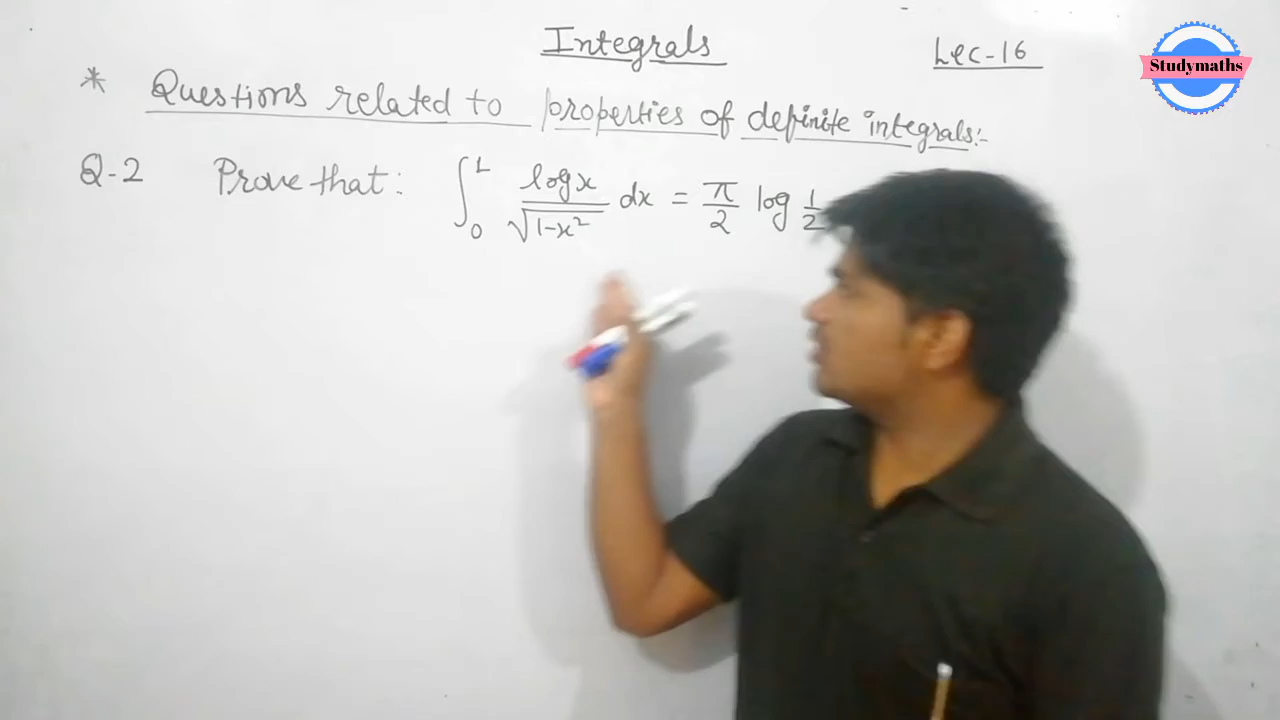 Integrals
Lec-16
Studymaths
* Questions related to properties of definite integrals:-
Q-2 Prove that: ∫₀¹ logx/√(1-x²) dx = π/2 log 1/2